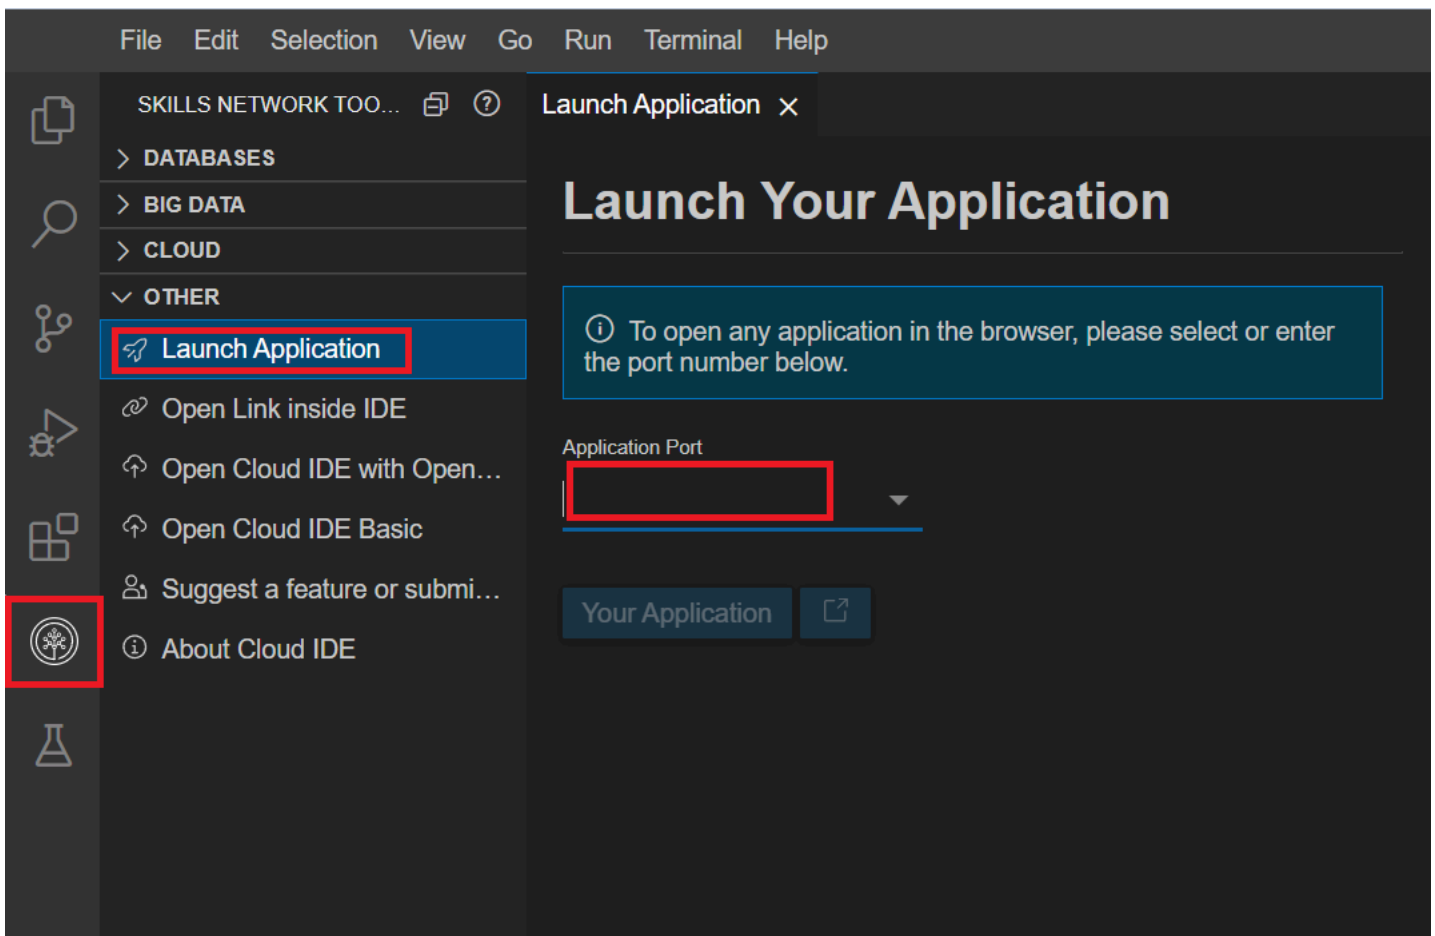 File Edit Selection View Go Run Terminal Help
SKILLS NETWORK TOO...
DATABASES
BIG DATA
CLOUD
OTHER
Launch Application
Open Link inside IDE
Open Cloud IDE with Open...
Open Cloud IDE Basic
Suggest a feature or submi...
About Cloud IDE
Launch Application
Launch Your Application
To open any application in the browser, please select or enter
the port number below.
Application Port
Your Application